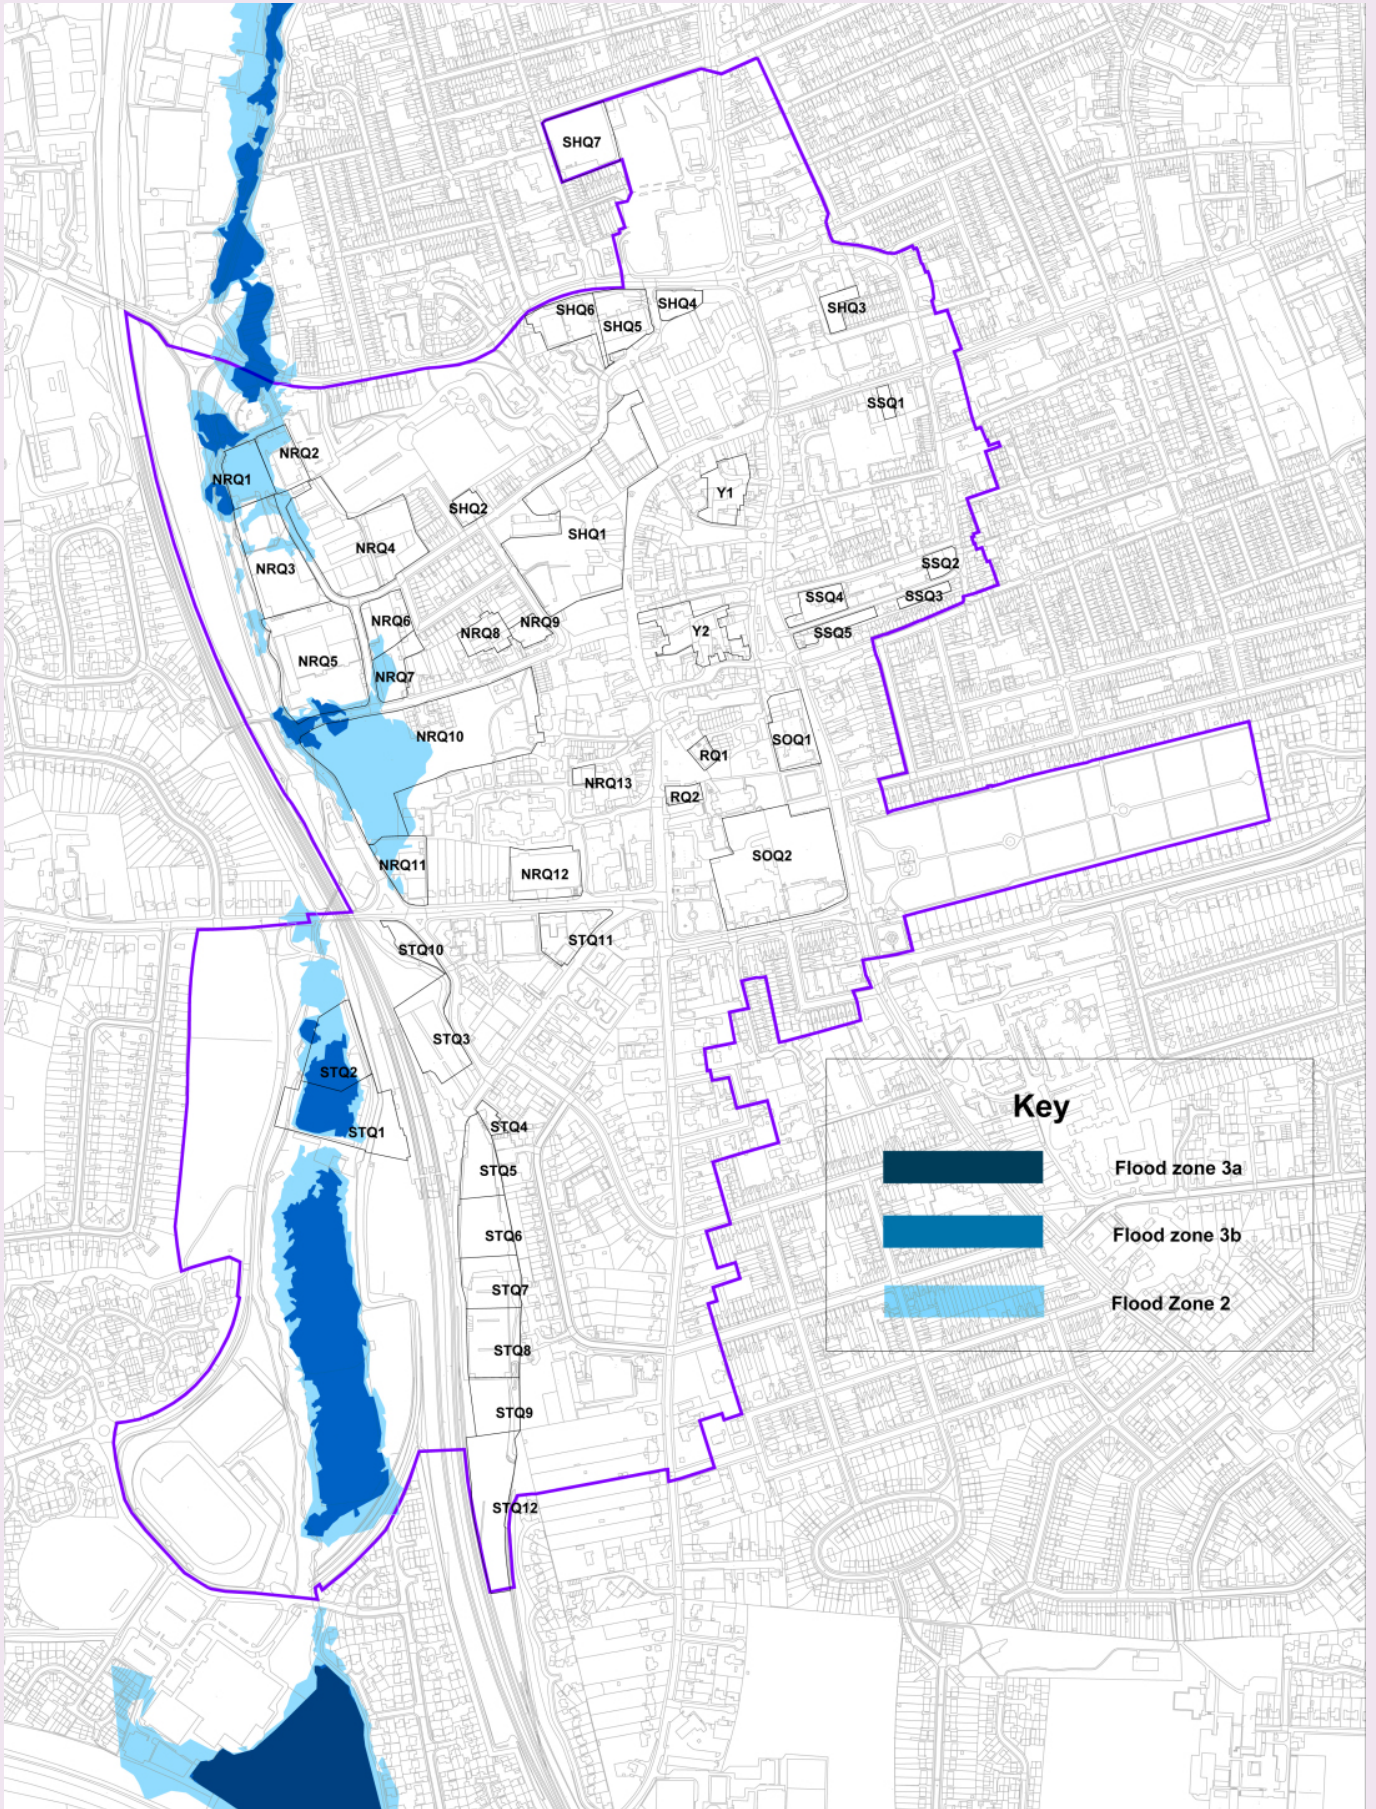 SHQ7
SHQ6
SHQ5
SHQ4
SHQ3
SSQ1
NRQ2
NRQ1
Y1
SHQ2
SHQ1
NRQ4
NRQ3
SSQ2
SSQ4
SSQ3
SSQ5
NRQ6
NRQ8
NRQ9
Y2
NRQ5
NRQ7
NRQ10
SOQ1
RQ1
NRQ13
RQ2
SOQ2
NRQ11
NRQ12
STQ10
STQ11
STQ3
STQ2
STQ1
STQ4
STQ5
STQ6
STQ7
STQ8
STQ9
STQ12
Key
Flood zone 3a
Flood zone 3b
Flood Zone 2